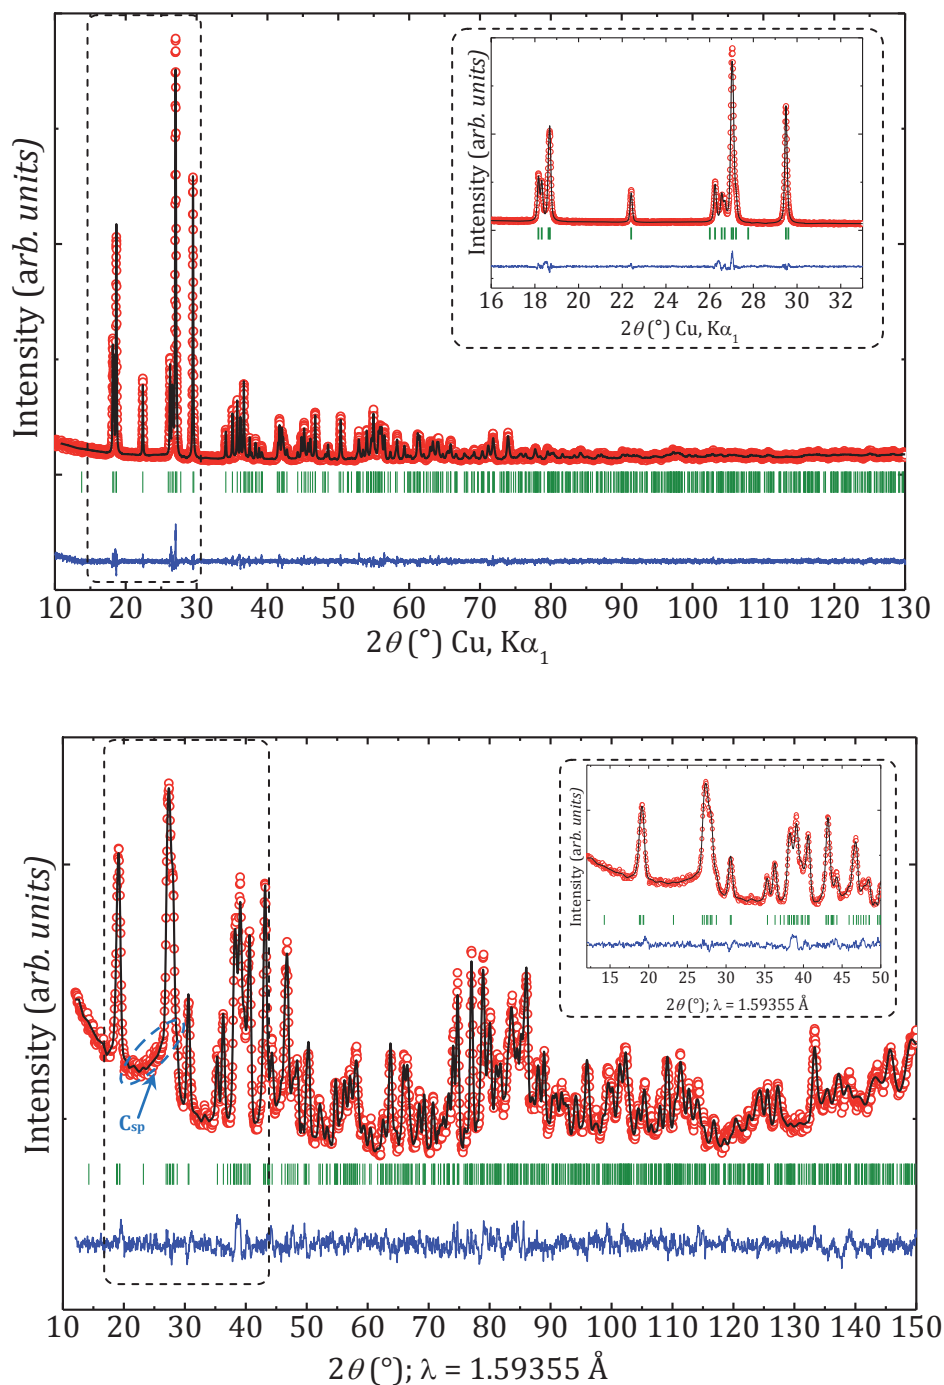 Intensity (arb. units)
Intensity (arb. units)
16 18 20 22 24 26 28 30 32
2θ (°) Cu, Kα1
10 20 30 40 50 60 70 80 90 100 110 120 130
2θ (°) Cu, Kα1
Intensity (arb. units)
Csp
Intensity (arb. units)
15 20 25 30 35 40 45 50
2θ (°); λ = 1.59355 Å
10 20 30 40 50 60 70 80 90 100 110 120 130 140 150
2θ (°); λ = 1.59355 Å